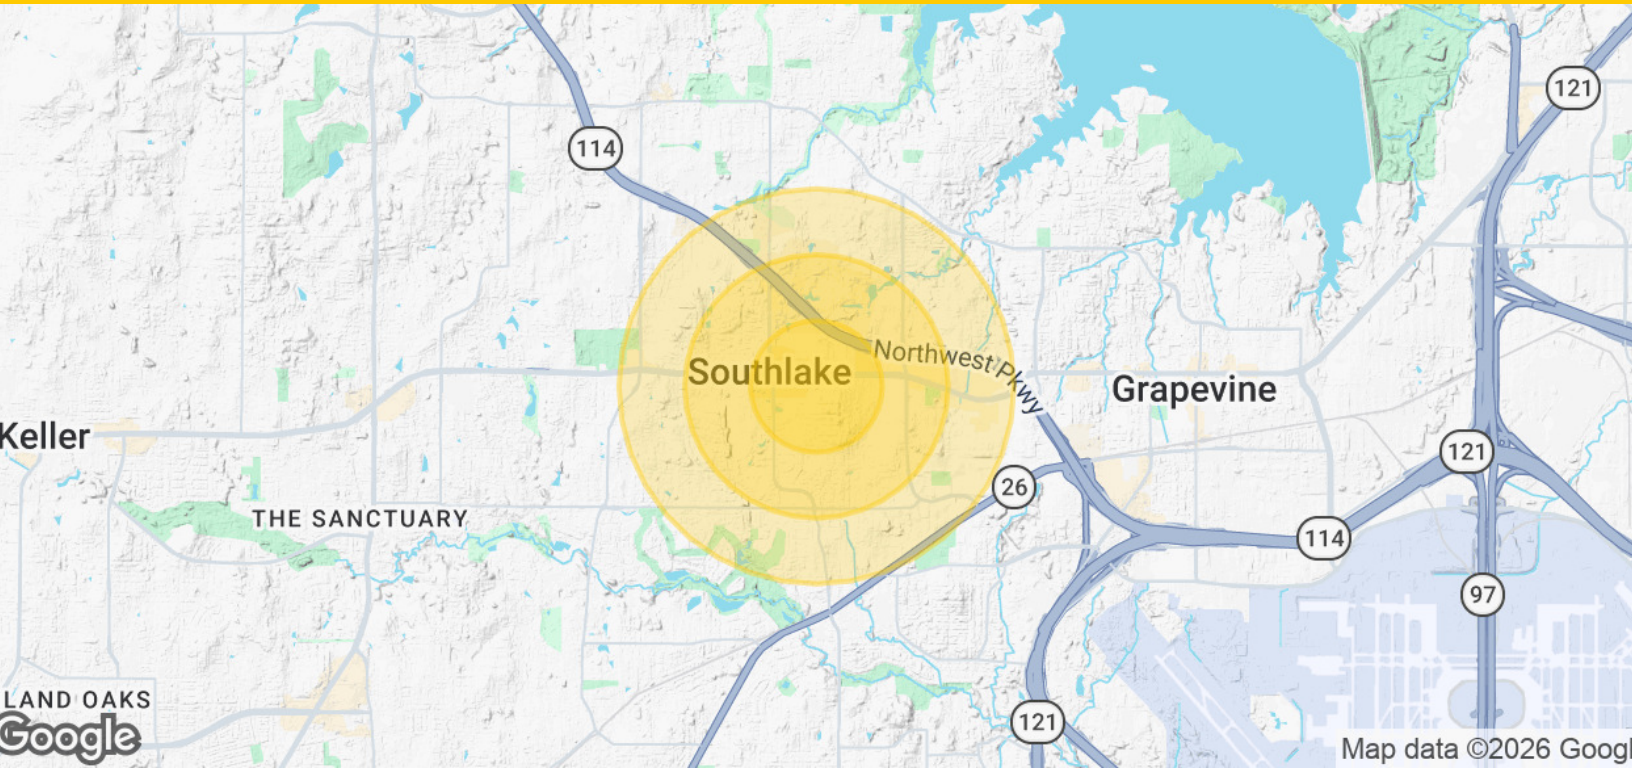 121
114
Northwest Pkwy
Southlake
Grapevine
Keller
121
26
THE SANCTUARY
114
97
LAND OAKS
121
Google
Map data ©2026 Googl